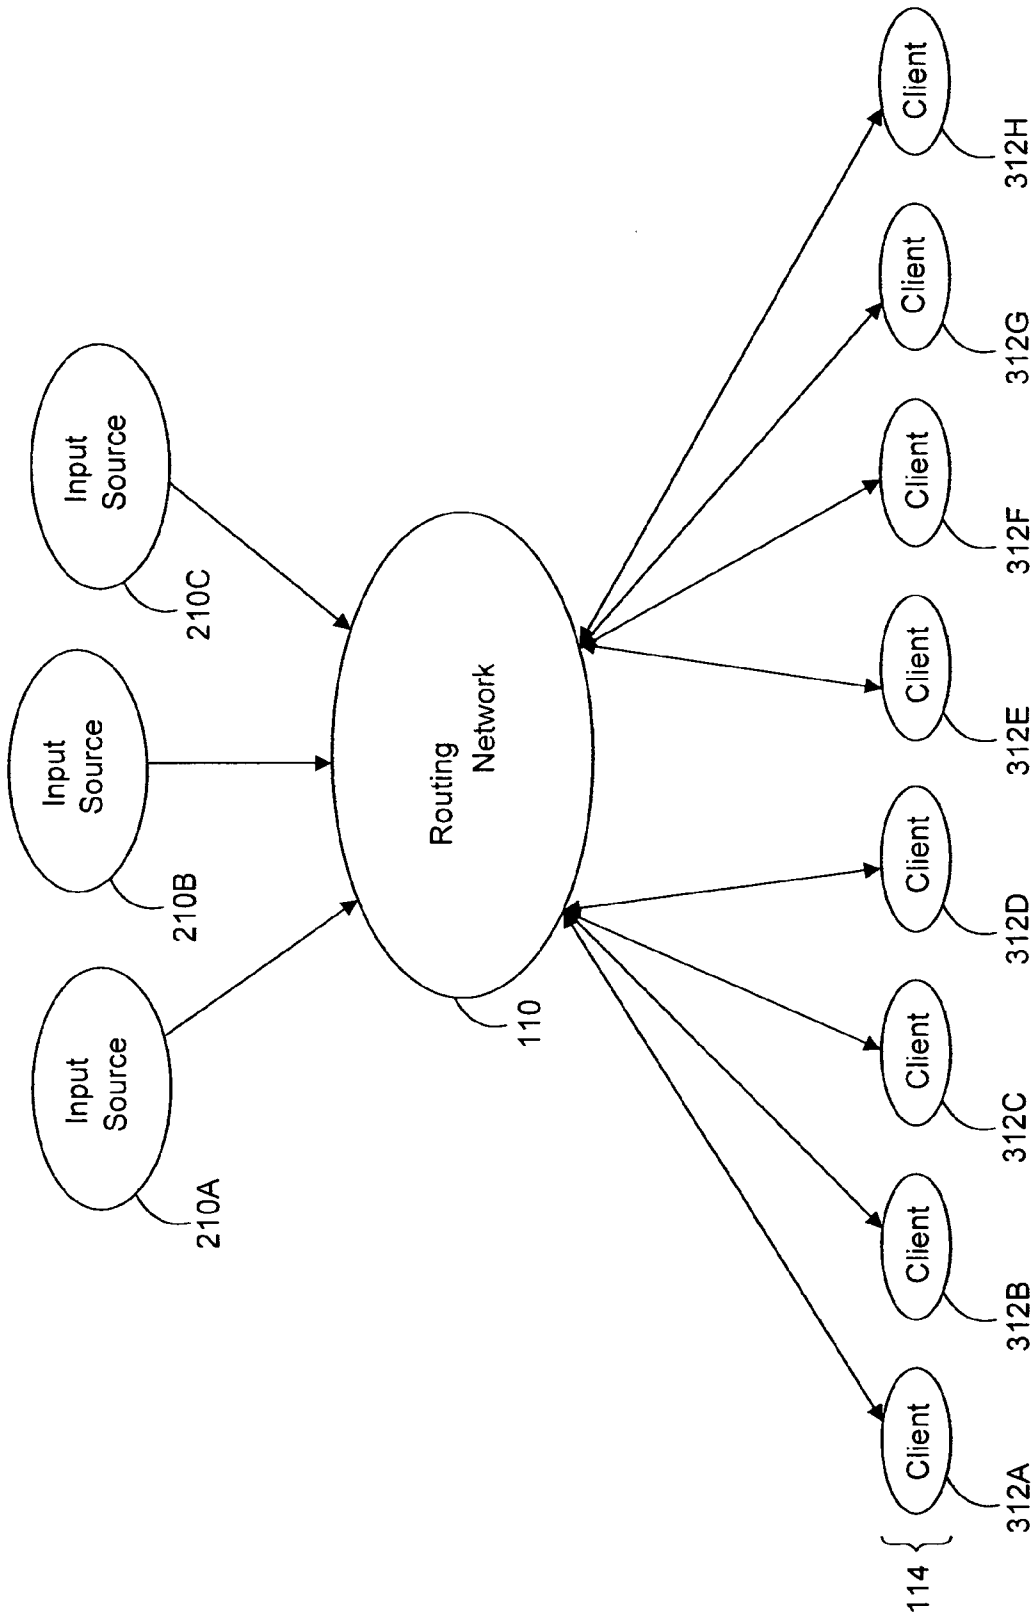 Input
Source
210A
Input
Source
210B
Input
Source
210C
Routing
Network
110
114
Client
312A
Client
312B
Client
312C
Client
312D
Client
312E
Client
312F
Client
312G
Client
312H